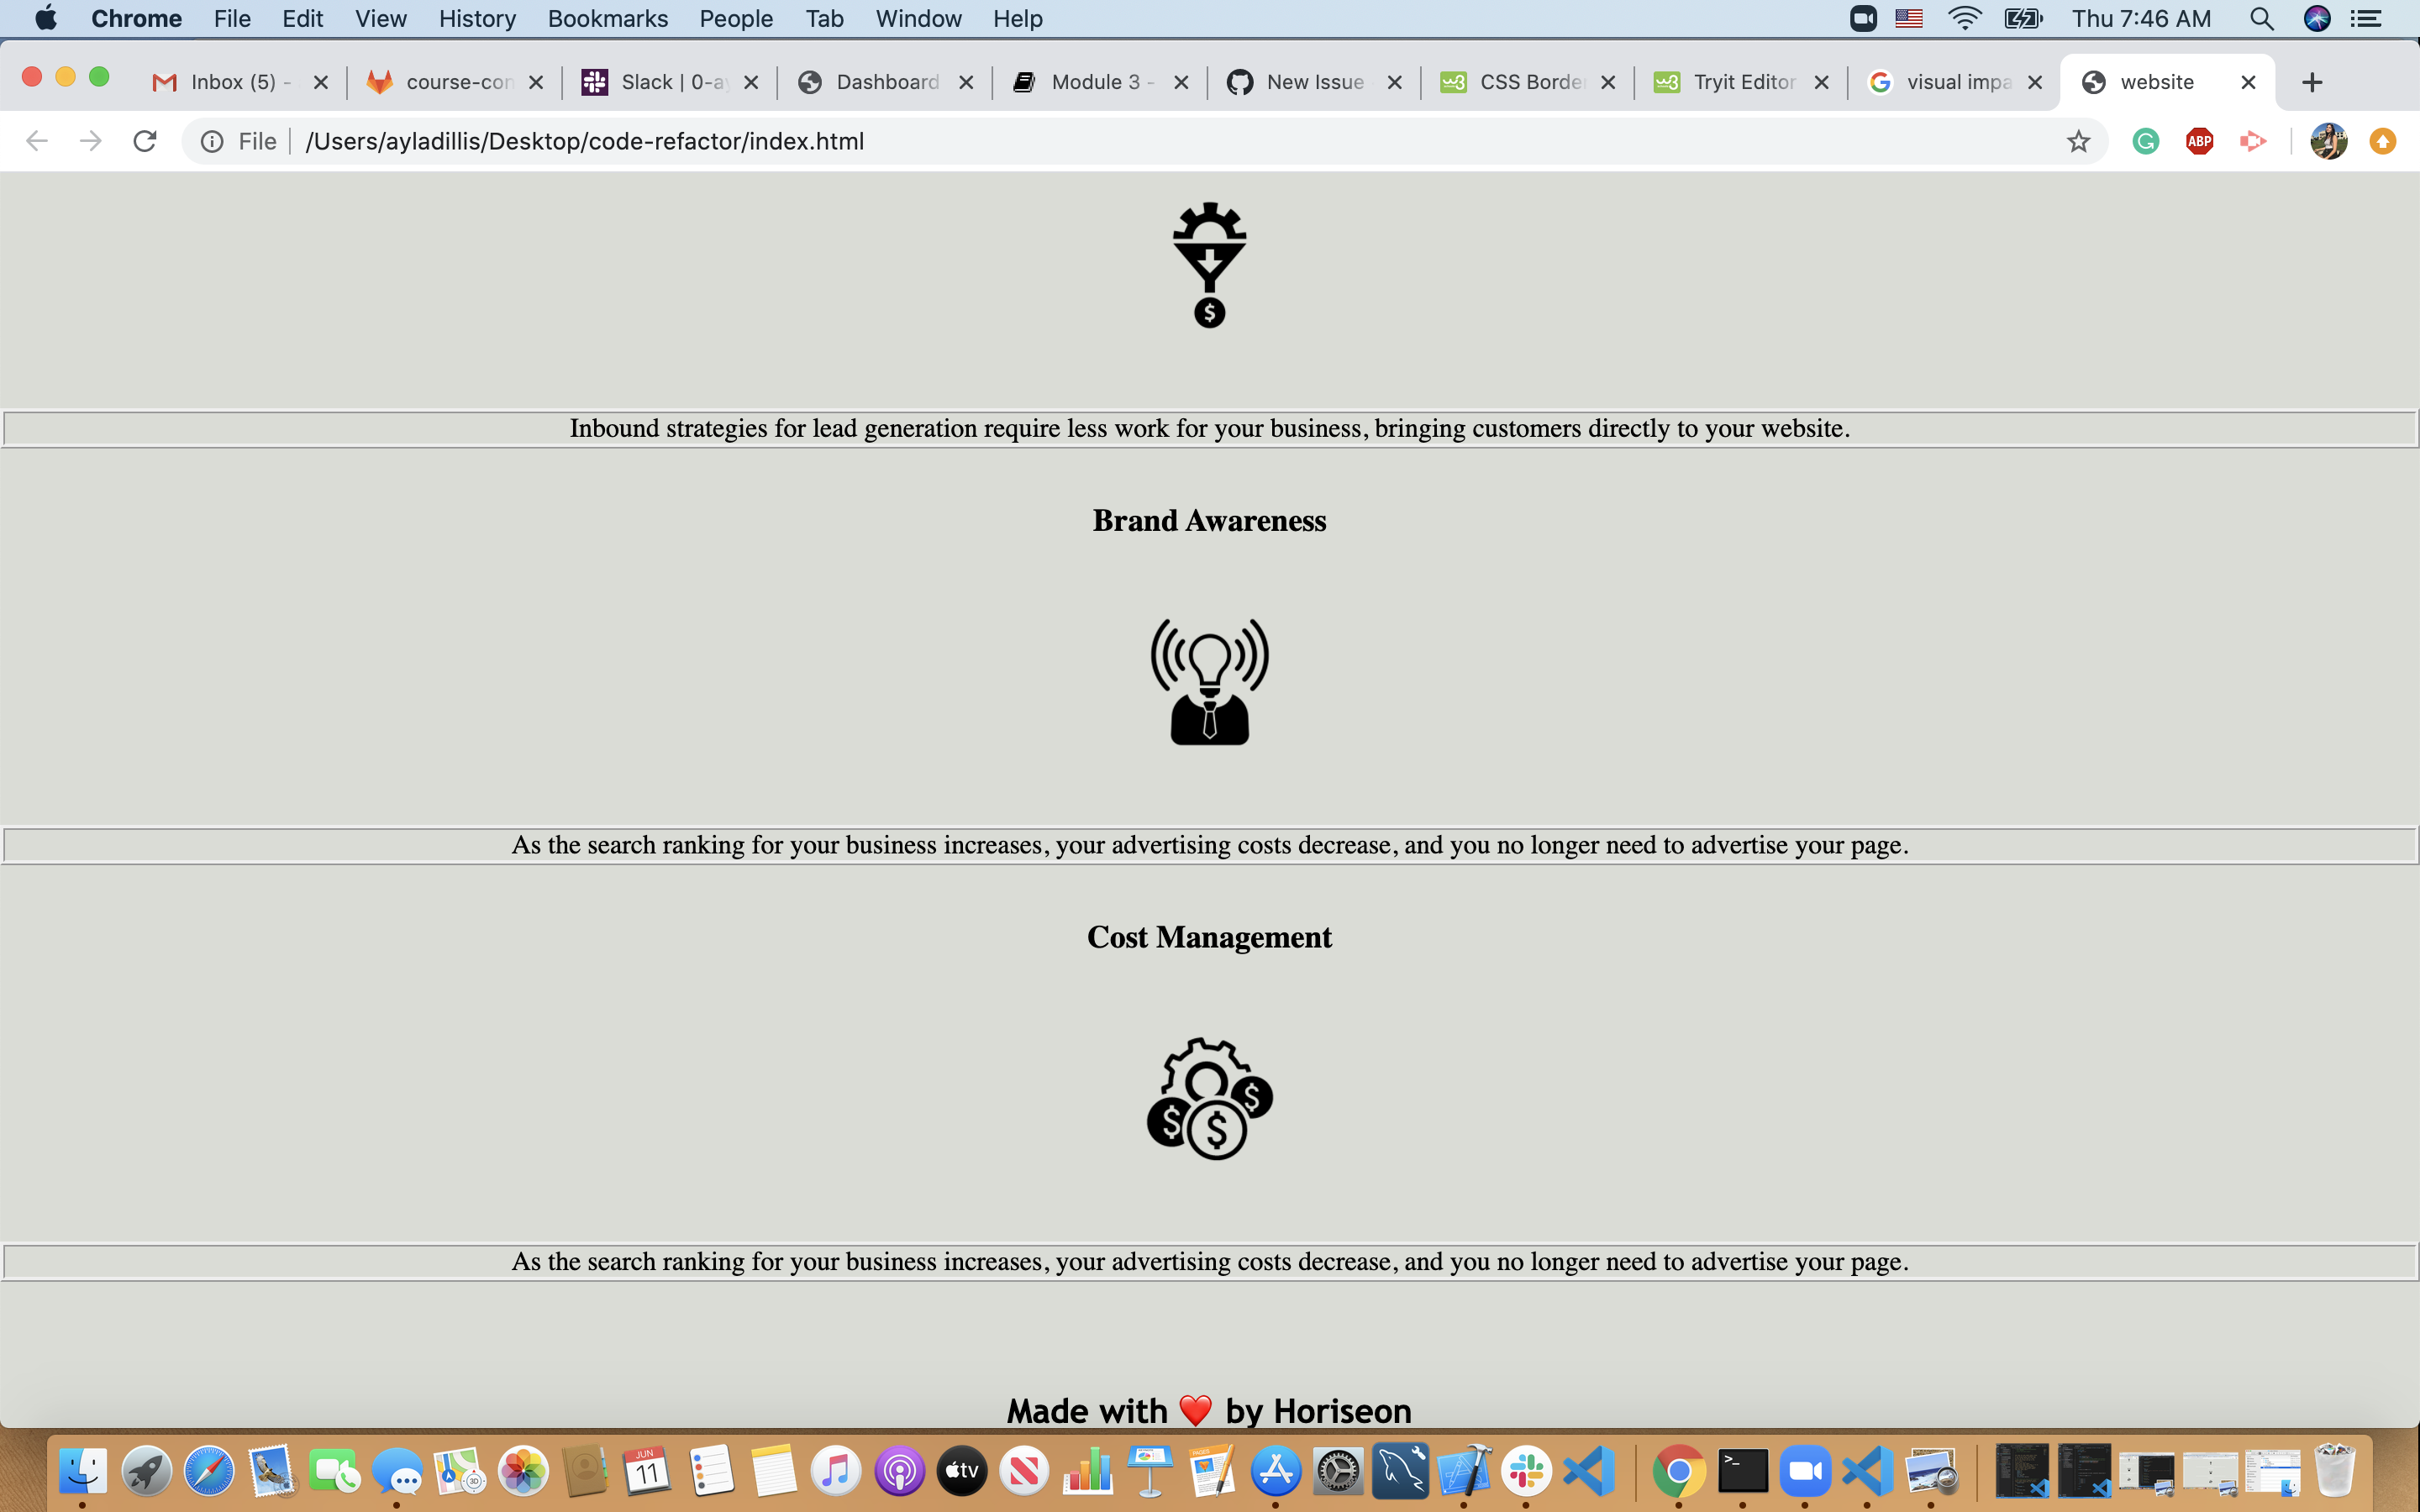 Chrome File Edit View History Bookmarks People Tab Window Help Thu 7:46 AM
Inbox (5) - course-con Slack | 0-ay Dashboard Module 3 - New Issue CSS Border Tryit Editor visual impa website
File /Users/ayladillis/Desktop/code-refactor/index.html ABP
$
Inbound strategies for lead generation require less work for your business, bringing customers directly to your website.
Brand Awareness
As the search ranking for your business increases, your advertising costs decrease, and you no longer need to advertise your page.
Cost Management
$ $ $
As the search ranking for your business increases, your advertising costs decrease, and you no longer need to advertise your page.
Made with ❤️ by Horiseon
JUN
11
tv